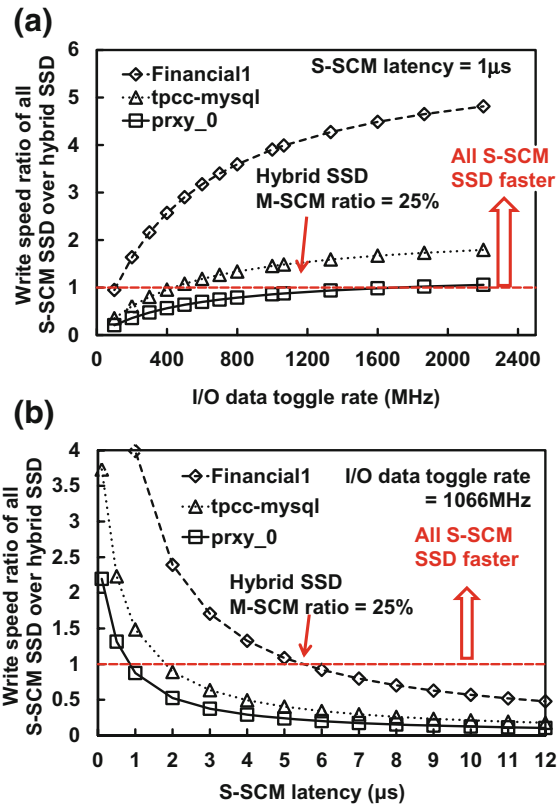 (a)
Write speed ratio of all
S-SCM SSD over hybrid SSD
6
5
4
3
2
1
0
Financial1
tpcc-mysql
prxy_0
S-SCM latency = 1µs
Hybrid SSD
M-SCM ratio = 25%
All S-SCM
SSD faster
0 400 800 1200 1600 2000 2400
I/O data toggle rate (MHz)
(b)
Write speed ratio of all
S-SCM SSD over hybrid SSD
4
3.5
3
2.5
2
1.5
1
0.5
0
Financial1
tpcc-mysql
prxy_0
I/O data toggle rate
= 1066MHz
All S-SCM
SSD faster
Hybrid SSD
M-SCM ratio = 25%
0 1 2 3 4 5 6 7 8 9 10 11 12
S-SCM latency (µs)